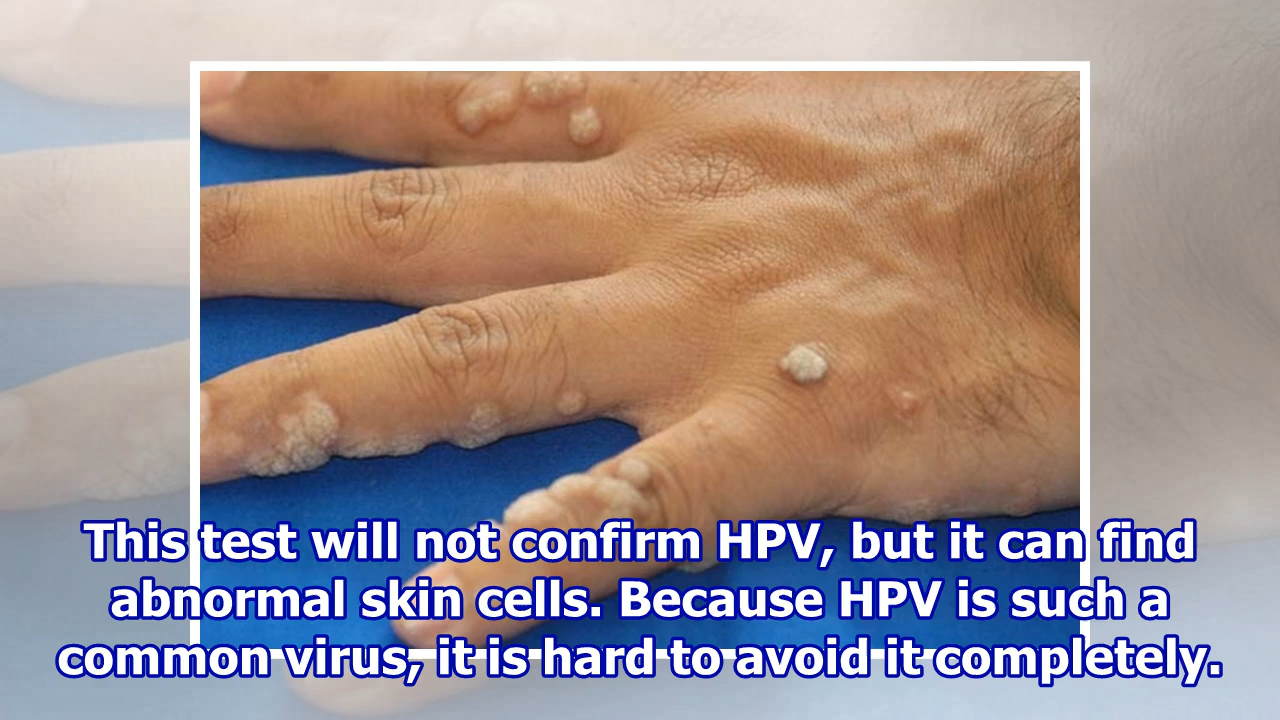 This test will not confirm HPV, but it can find
abnormal skin cells. Because HPV is such a
common virus, it is hard to avoid it completely.